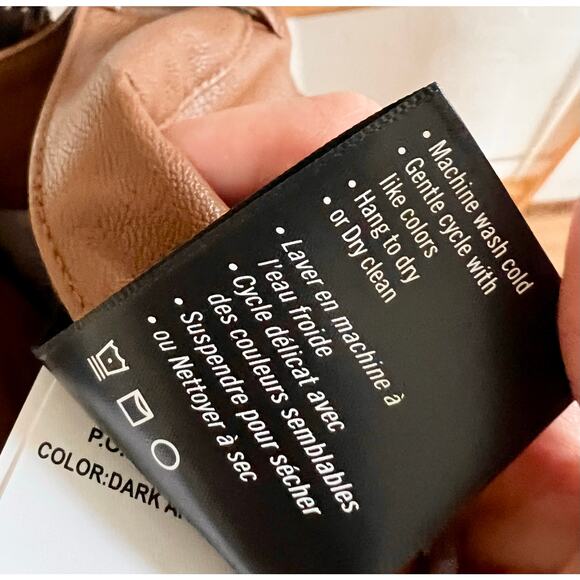 • Machine wash cold
• Gentle cycle with
like colors
• Hang to dry
• or Dry clean
• Laver en machine à
l'eau froide
• Cycle délicat avec
des couleurs semblables
• Suspendre pour sécher
• ou Nettoyer à sec
COLOR:DARK